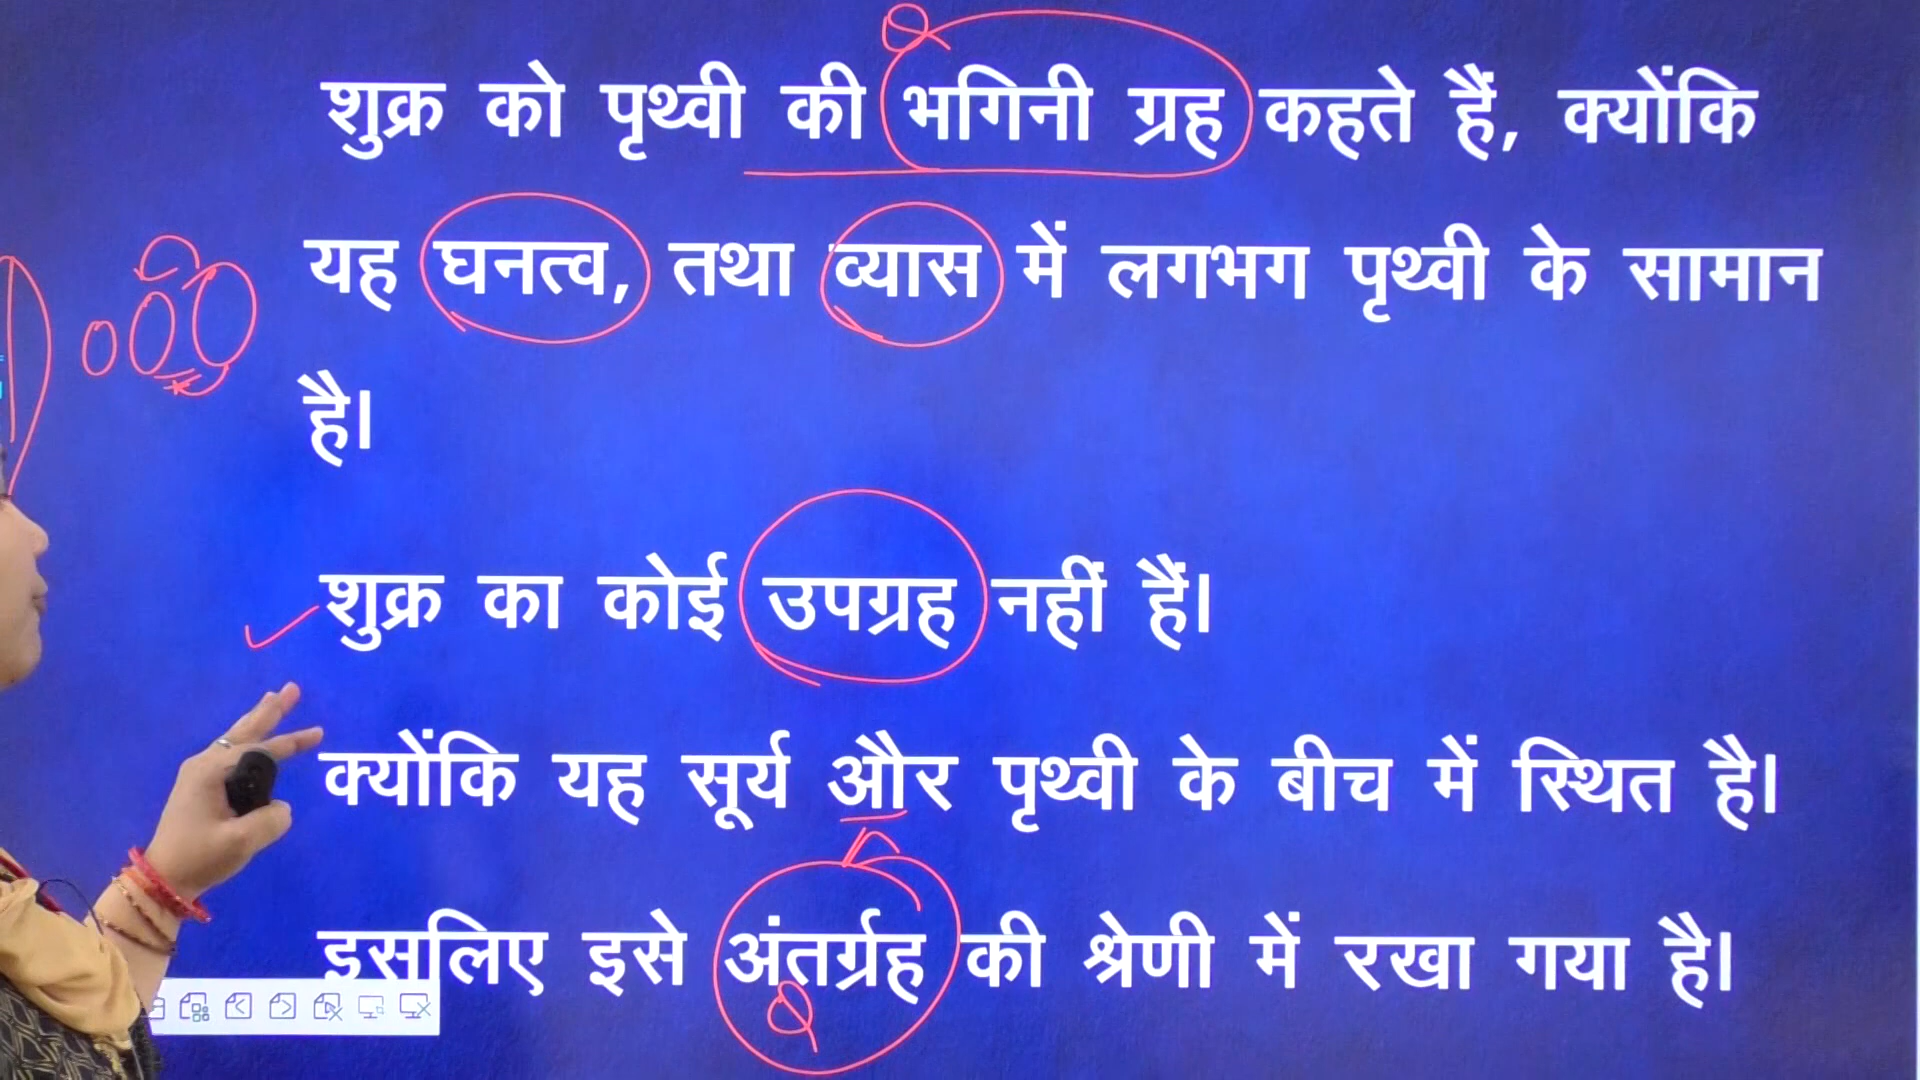 शुक्र को पृथ्वी की भगिनी ग्रह कहते हैं, क्योंकि
यह घनत्व, तथा व्यास में लगभग पृथ्वी के सामान
है।
शुक्र का कोई उपग्रह नहीं हैं।
क्योंकि यह सूर्य और पृथ्वी के बीच में स्थित है।
इसलिए इसे अंतर्ग्रह की श्रेणी में रखा गया है।